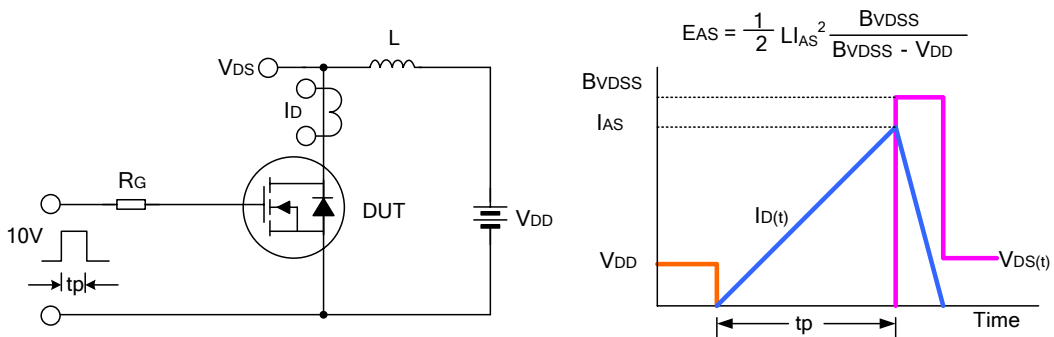 L
VDS
ID
RG
DUT
VDD
10V
tp
EAS = 1/2 LIAS² BVDSS / BVDSS - VDD
BVDSS
IAS
ID(t)
VDD
VDS(t)
tp
Time